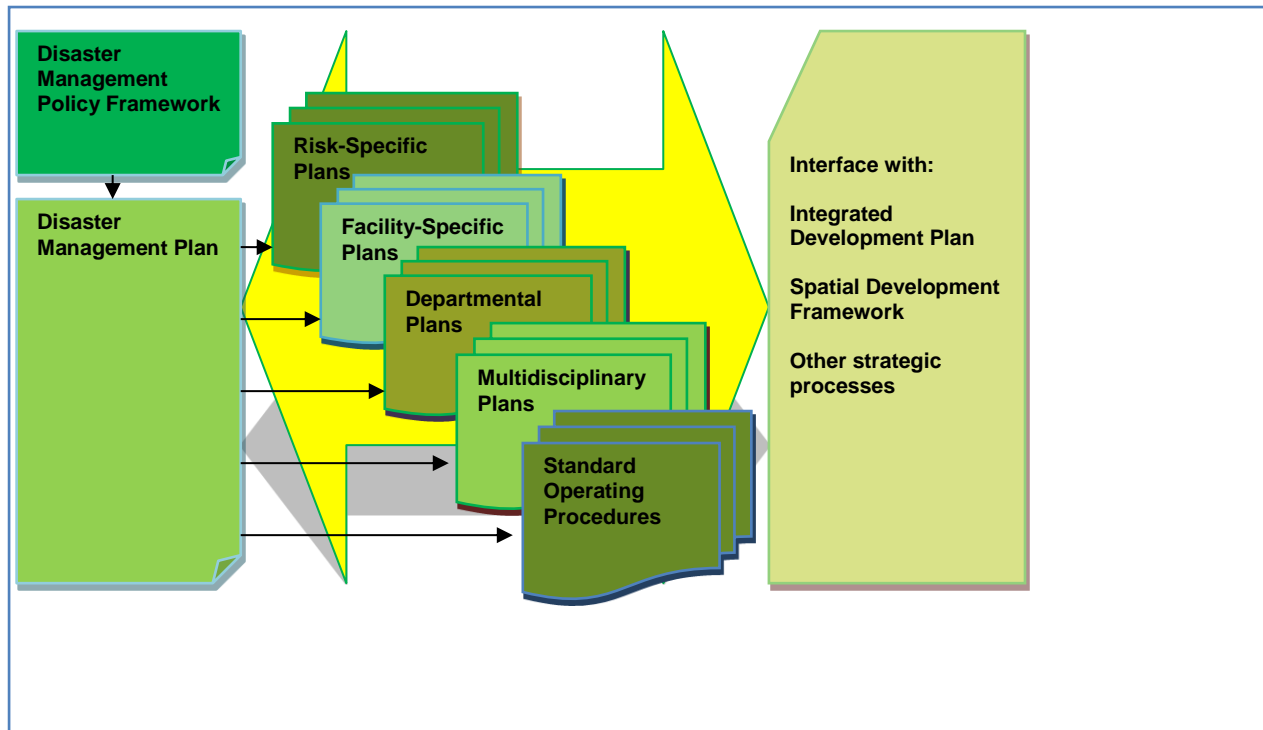 Disaster
Management
Policy Framework
Disaster
Management Plan
Risk-Specific
Plans
Facility-Specific
Plans
Departmental
Plans
Multidisciplinary
Plans
Standard
Operating
Procedures
Interface with:
Integrated
Development Plan
Spatial Development
Framework
Other strategic
processes